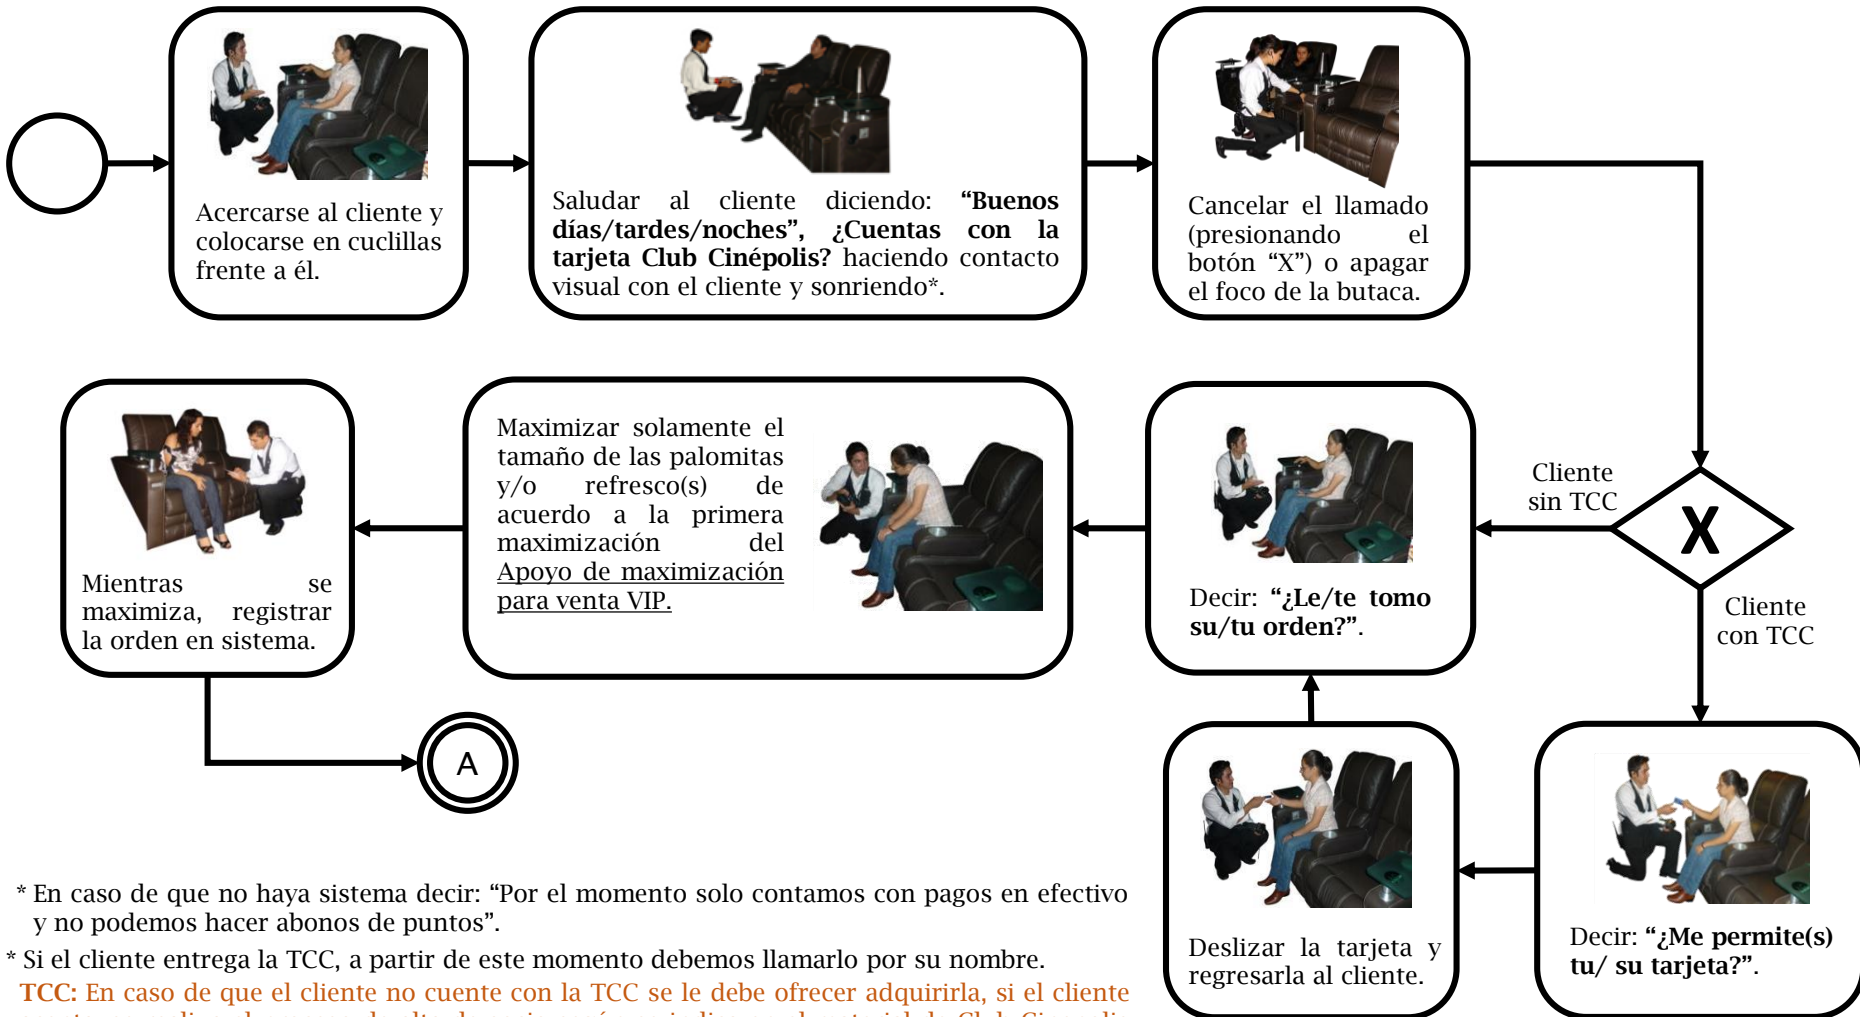 Acercarse al cliente y
colocarse en cuclillas
frente a él.
Saludar al cliente diciendo: “Buenos
días/tardes/noches”, ¿Cuentas con la
tarjeta Club Cinépolis? haciendo contacto
visual con el cliente y sonriendo*.
Cancelar el llamado
(presionando el
botón “X”) o apagar
el foco de la butaca.
X
Cliente
sin TCC
Cliente
con TCC
Decir: “¿Me permite(s)
tu/ su tarjeta?”.
Deslizar la tarjeta y
regresarla al cliente.
Decir: “¿Le/te tomo
su/tu orden?”.
Maximizar solamente el
tamaño de las palomitas
y/o refresco(s) de
acuerdo a la primera
maximización del
Apoyo de maximización
para venta VIP.
Mientras se
maximiza, registrar
la orden en sistema.
A
* En caso de que no haya sistema decir: “Por el momento solo contamos con pagos en efectivo
y no podemos hacer abonos de puntos”.
* Si el cliente entrega la TCC, a partir de este momento debemos llamarlo por su nombre.
TCC: En caso de que el cliente no cuente con la TCC se le debe ofrecer adquirirla, si el cliente